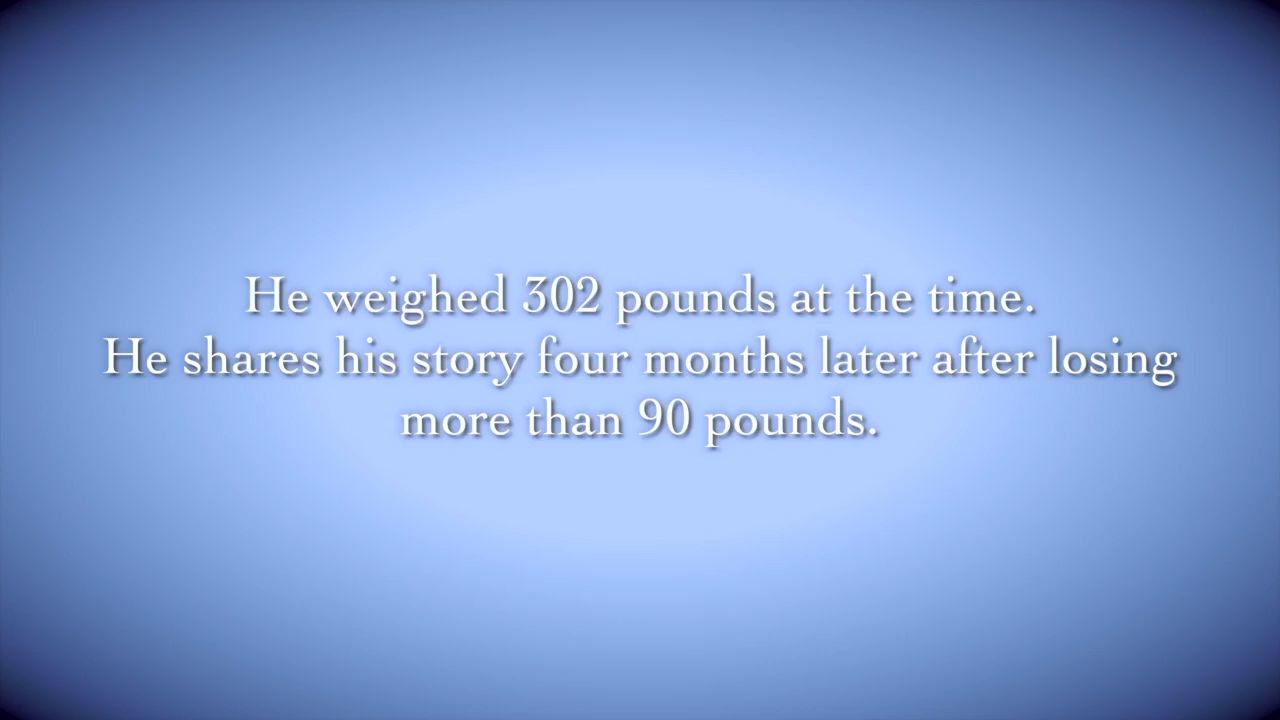 He weighed 302 pounds at the time.
He shares his story four months later after losing
more than 90 pounds.